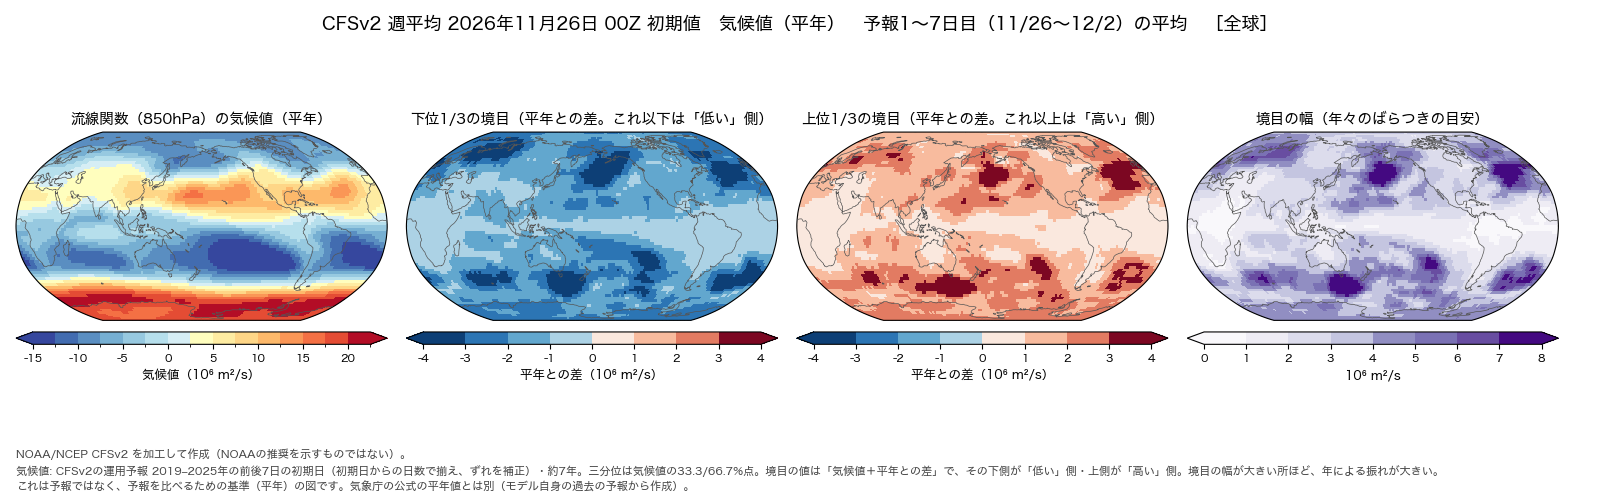 CFSv2 週平均 2026年11月26日 00Z 初期値　気候値（平年）　予報1〜7日目（11/26〜12/2）の平均　［全球］
流線関数（850hPa）の気候値（平年）
下位1/3の境目（平年との差。これ以下は「低い」側）
上位1/3の境目（平年との差。これ以上は「高い」側）
境目の幅（年々のばらつきの目安）
-15 -10 -5 0 5 10 15 20
-4 -3 -2 -1 0 1 2 3 4
-4 -3 -2 -1 0 1 2 3 4
0 1 2 3 4 5 6 7 8
気候値（10⁶ m²/s）
平年との差（10⁶ m²/s）
平年との差（10⁶ m²/s）
10⁶ m²/s
NOAA/NCEP CFSv2 を加工して作成（NOAAの推奨を示すものではない）。
気候値: CFSv2の運用予報 2019–2025年の前後7日の初期日（初期日からの日数で揃え、ずれを補正）・約7年。三分位は気候値の33.3/66.7%点。境目の値は「気候値＋平年との差」で、その下側が「低い」側・上側が「高い」側。境目の幅が大きい所ほど、年による振れが大きい。
これは予報ではなく、予報を比べるための基準（平年）の図です。気象庁の公式の平年値とは別（モデル自身の過去の予報から作成）。